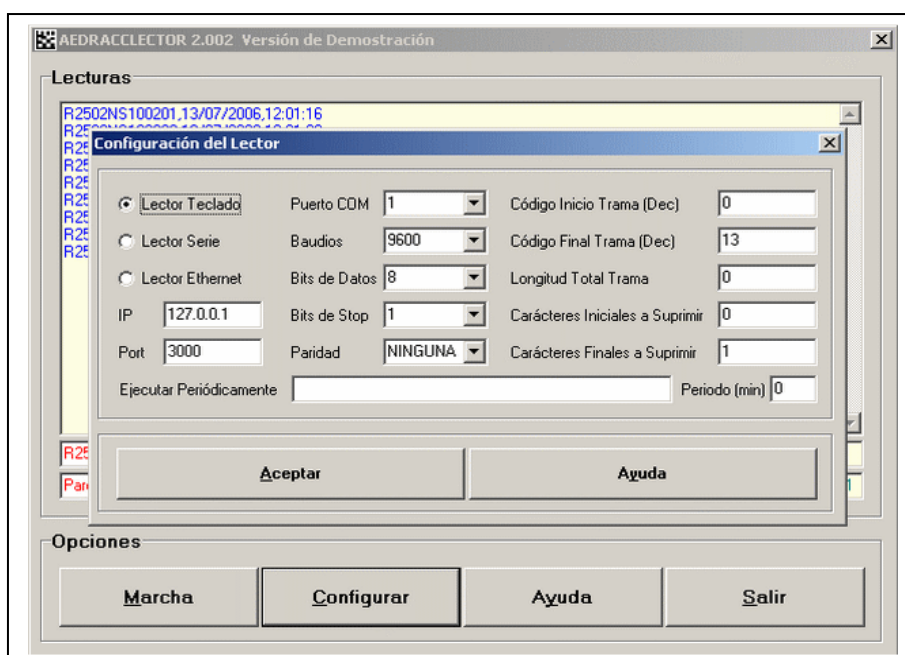 AEDRACCLECTOR 2.002 Versión de Demostración
Lecturas
R2502NS100201,13/07/2006,12:01:16
Configuración del Lector
Lector Teclado Puerto COM 1 Código Inicio Trama (Dec) 0
Lector Serie Baudios 9600 Código Final Trama (Dec) 13
Lector Ethernet Bits de Datos 8 Longitud Total Trama 0
IP 127.0.0.1 Bits de Stop 1 Carácteres Iniciales a Suprimir 0
Port 3000 Paridad NINGUNA Carácteres Finales a Suprimir 1
Ejecutar Periódicamente Periodo (min) 0
Aceptar Ayuda
Opciones
Marcha Configurar Ayuda Salir